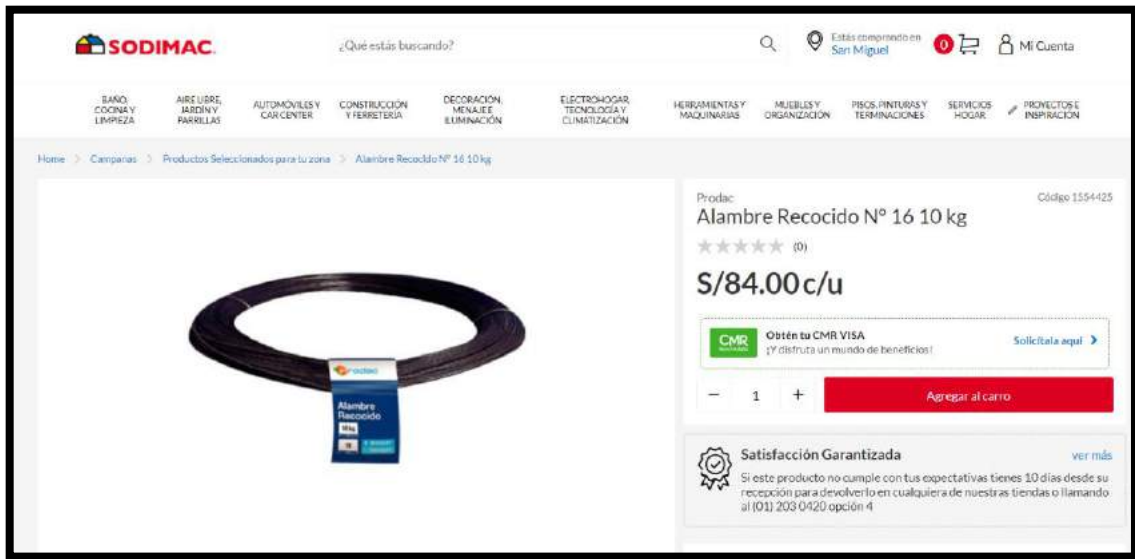 SODIMAC.
¿Qué estás buscando?
Estás comprando en
San Miguel
0
Mi Cuenta
BAÑO,
COCINA Y
LIMPIEZA
AIRE LIBRE,
JARDÍN Y
PARRILLAS
AUTOMÓVILES Y
CAR CENTER
CONSTRUCCIÓN
Y FERRETERÍA
DECORACIÓN,
MENAJE E
ILUMINACIÓN
ELECTROHOGAR,
TECNOLOGÍA Y
CLIMATIZACIÓN
HERRAMIENTAS Y
MAQUINARIAS
MUEBLES Y
ORGANIZACIÓN
PISOS, PINTURAS Y
TERMINACIONES
SERVICIOS
HOGAR
PROYECTOS E
INSPIRACIÓN
Home > Campanas > Productos Seleccionados para tu zona > Alambre Recocido Nº 16 10 kg
Prodac
Código 1554425
Alambre Recocido Nº 16 10 kg
(0)
S/84.00 c/u
CMR
Obtén tu CMR VISA
¡Y disfruta un mundo de beneficios!
Solicítala aquí >
− 1 +
Agregar al carro
Satisfacción Garantizada
ver más
Si este producto no cumple con tus expectativas tienes 10 días desde su
recepción para devolverlo en cualquiera de nuestras tiendas o llamando
al (01) 203 0420 opción 4
Prodac
Alambre
Recocido
10 kg
16